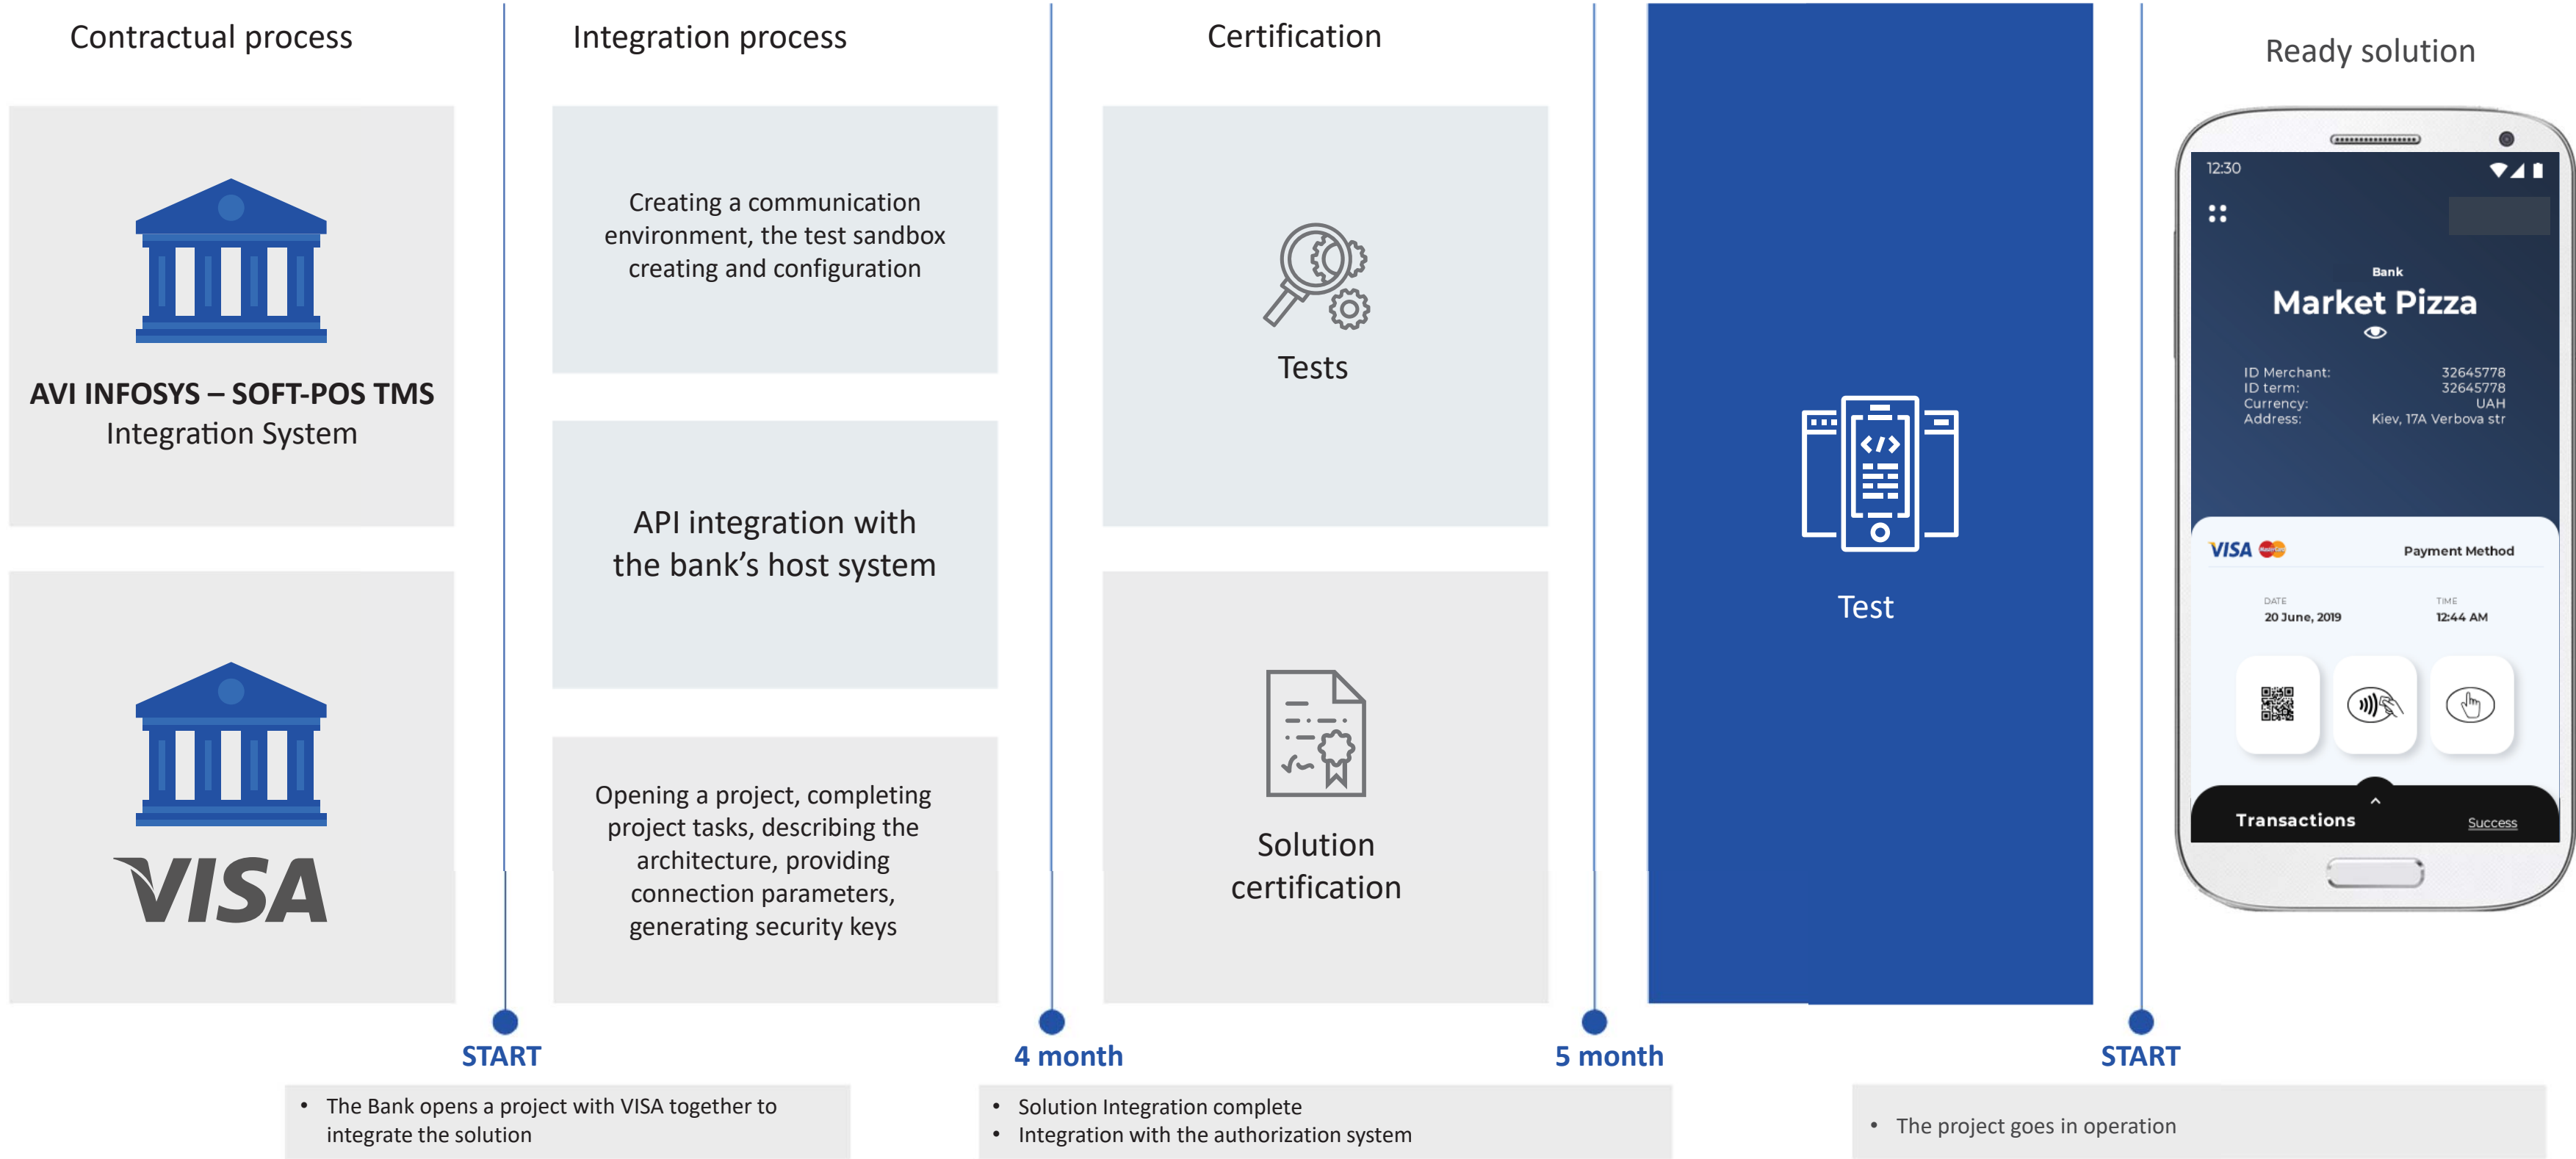 Contractual process
AVI INFOSYS – SOFT-POS TMS
Integration System
VISA
Integration process
Creating a communication
environment, the test sandbox
creating and configuration
API integration with
the bank’s host system
Opening a project, completing
project tasks, describing the
architecture, providing
connection parameters,
generating security keys
Certification
Tests
Solution
certification
Test
Ready solution
12:30
Bank
Market Pizza
ID Merchant: 32645778
ID term: 32645778
Currency: UAH
Address: Kiev, 17A Verbova str
VISA MasterCard Payment Method
DATE TIME
20 June, 2019 12:44 AM
Transactions Success
START
4 month
5 month
START
• The Bank opens a project with VISA together to
integrate the solution
• Solution Integration complete
• Integration with the authorization system
• The project goes in operation